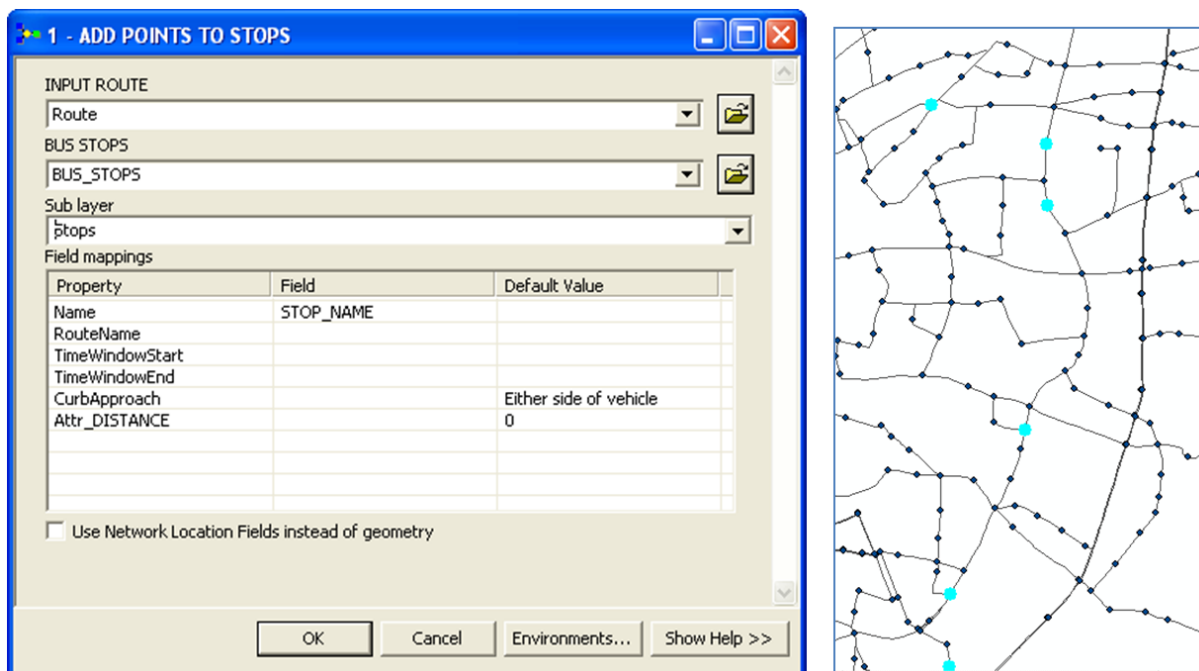 1 - ADD POINTS TO STOPS
INPUT ROUTE
Route
BUS STOPS
BUS_STOPS
Sub layer
Stops
Field mappings
Property Field Default Value
Name STOP_NAME
RouteName
TimeWindowStart
TimeWindowEnd
CurbApproach Either side of vehicle
Attr_DISTANCE 0
Use Network Location Fields instead of geometry
OK Cancel Environments... Show Help >>